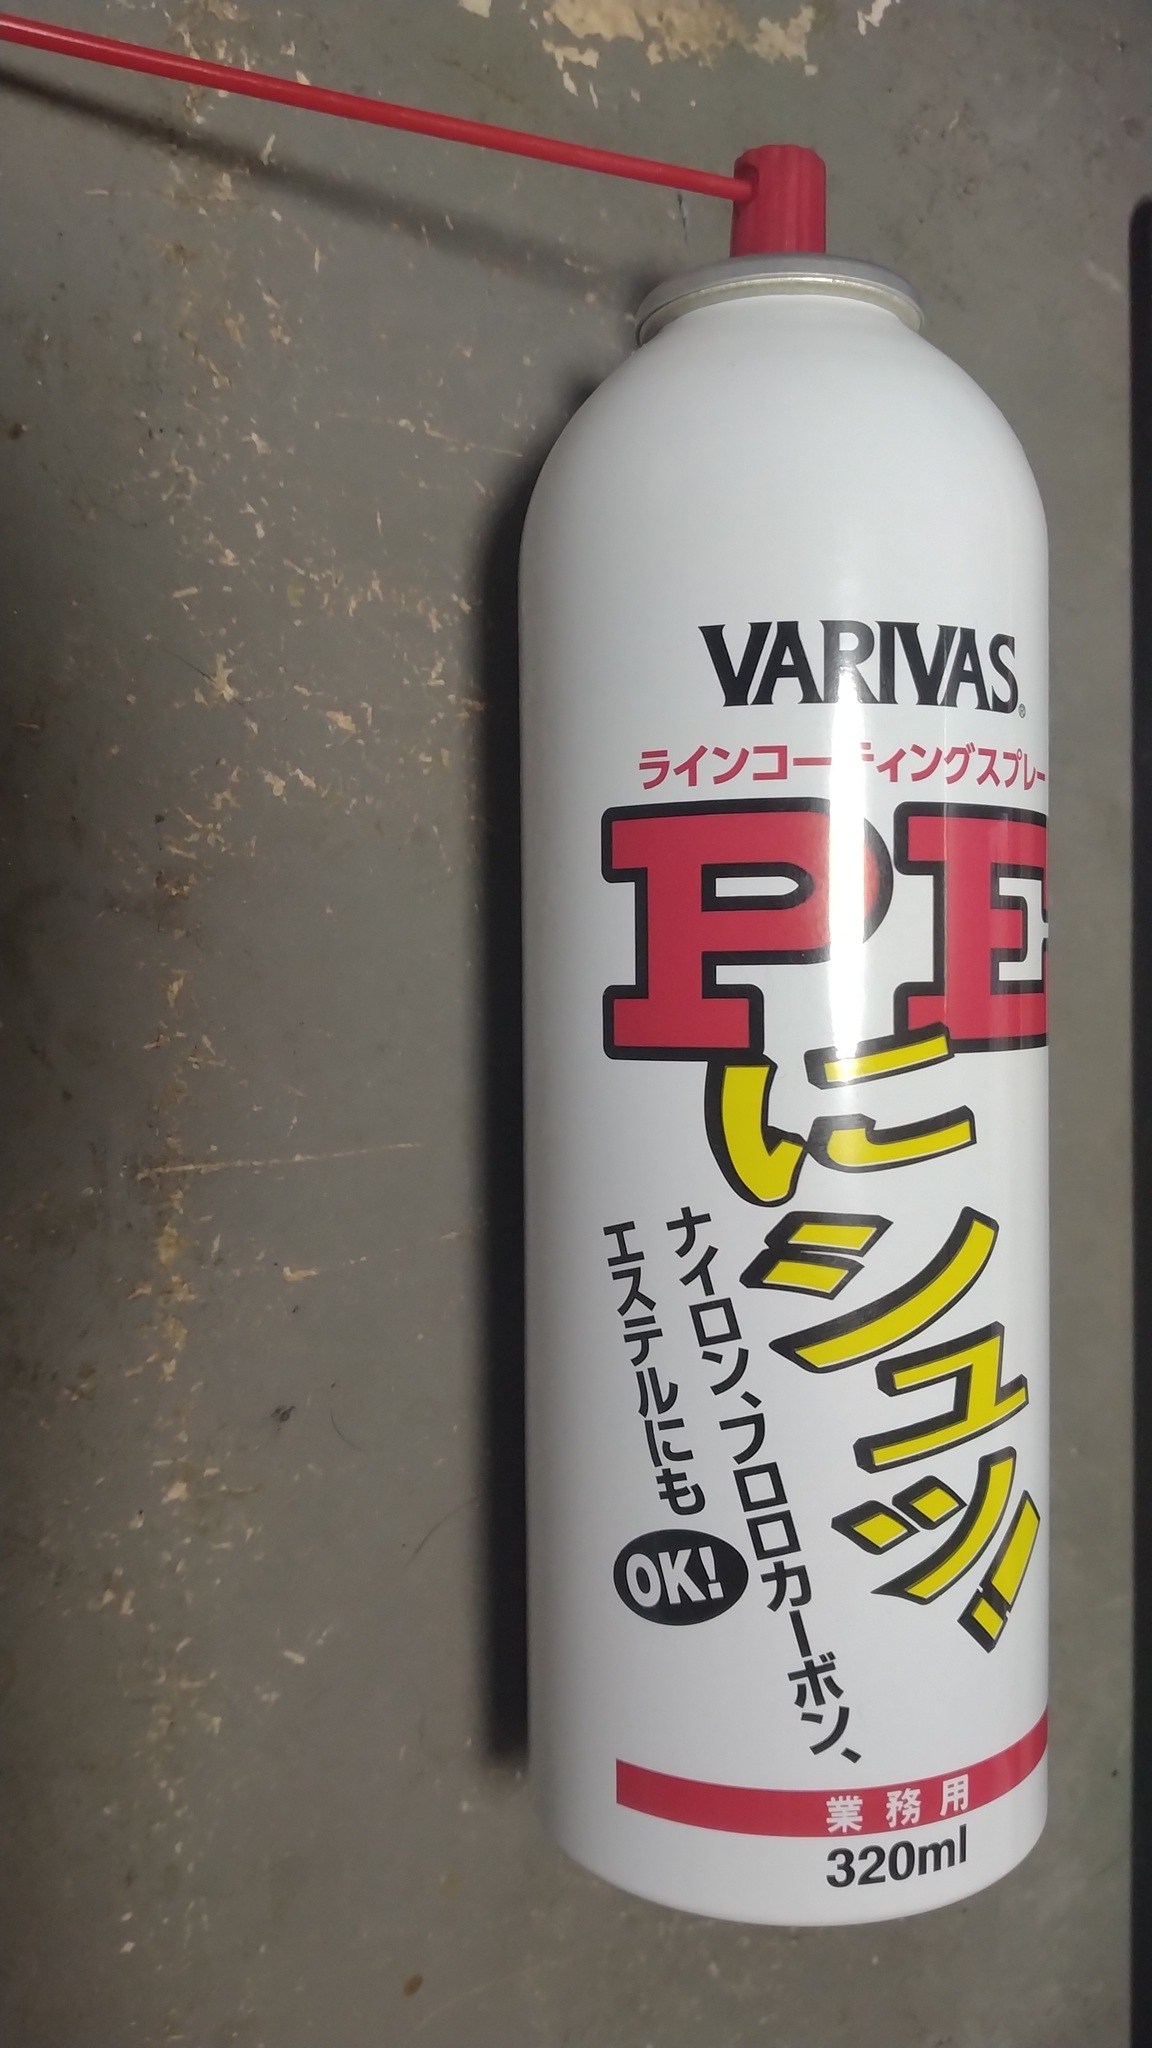 VARIVAS®
ラインコーティングスプレー
PE
にシュッ!
ナイロン、フロロカーボン、
エステルにも
OK!
業務用
320ml